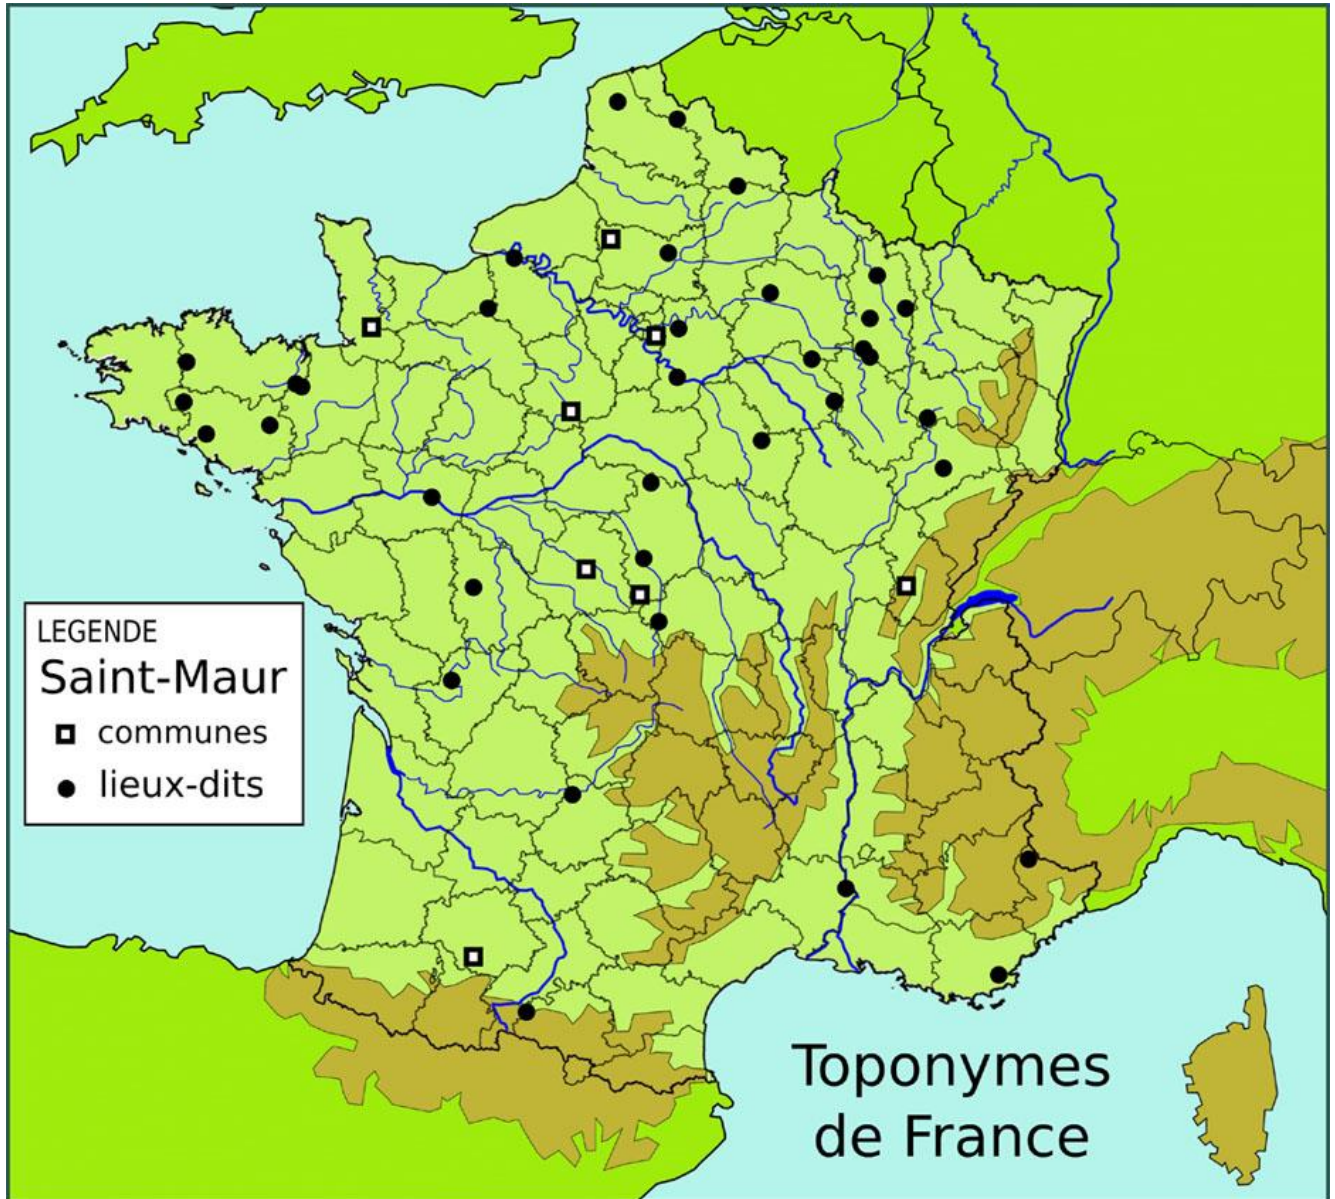 LEGENDE
Saint-Maur
communes
lieux-dits
Toponymes
de France